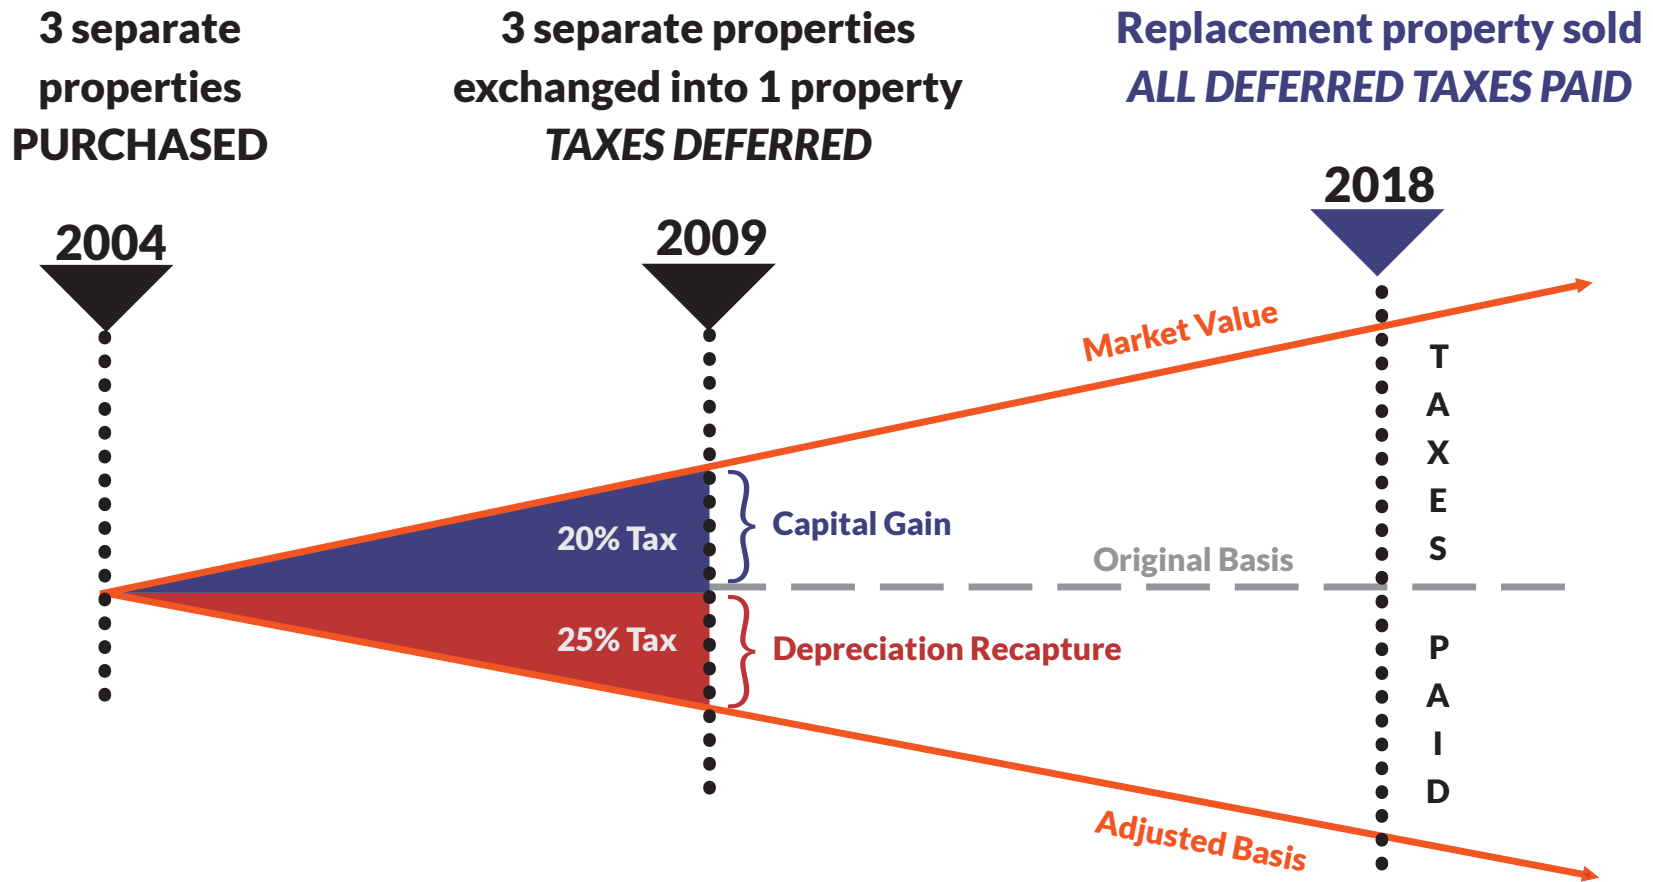 3 separate
properties
PURCHASED
3 separate properties
exchanged into 1 property
TAXES DEFERRED
Replacement property sold
ALL DEFERRED TAXES PAID
2004
2009
2018
Market Value
20% Tax
Capital Gain
Original Basis
25% Tax
Depreciation Recapture
Adjusted Basis
T
A
X
E
S
P
A
I
D